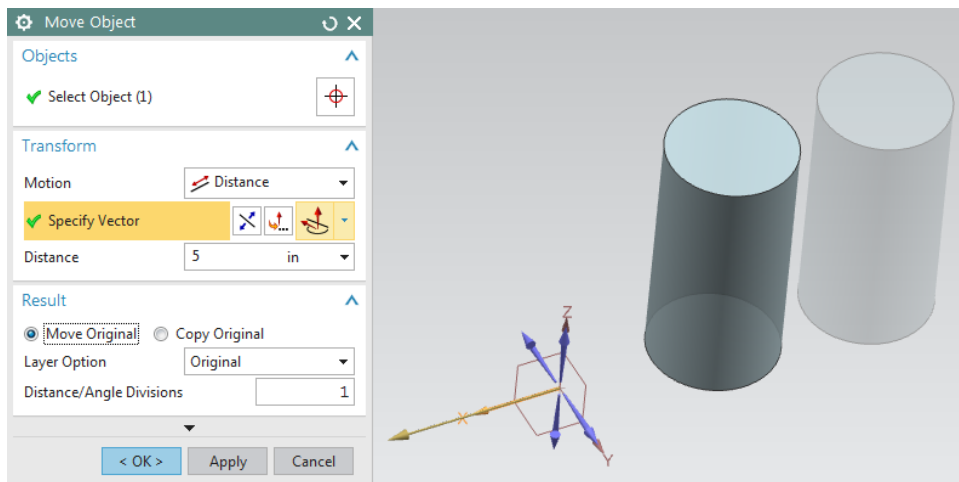 Move Object
Objects
Select Object (1)
Transform
Motion Distance
Specify Vector
Distance 5 in
Result
Move Original Copy Original
Layer Option Original
Distance/Angle Divisions 1
< OK > Apply Cancel
Z
X
Y